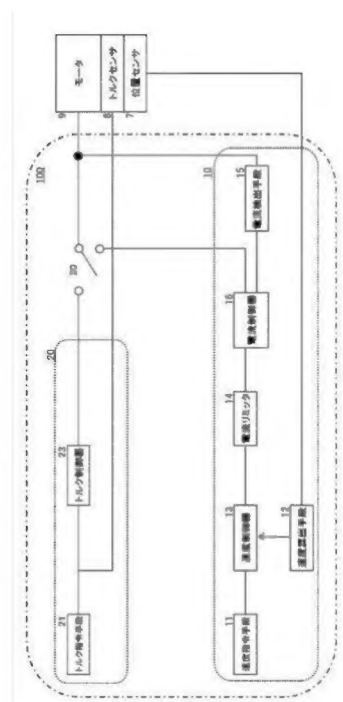 9
モータ
8
トルクセンサ
7
位置センサ
100
30
20
23
トルク制御器
21
トルク指令手段
10
15
電流検出手段
16
電流制御器
14
電流リミッタ
13
速度制御器
12
速度算出手段
11
速度指令手段